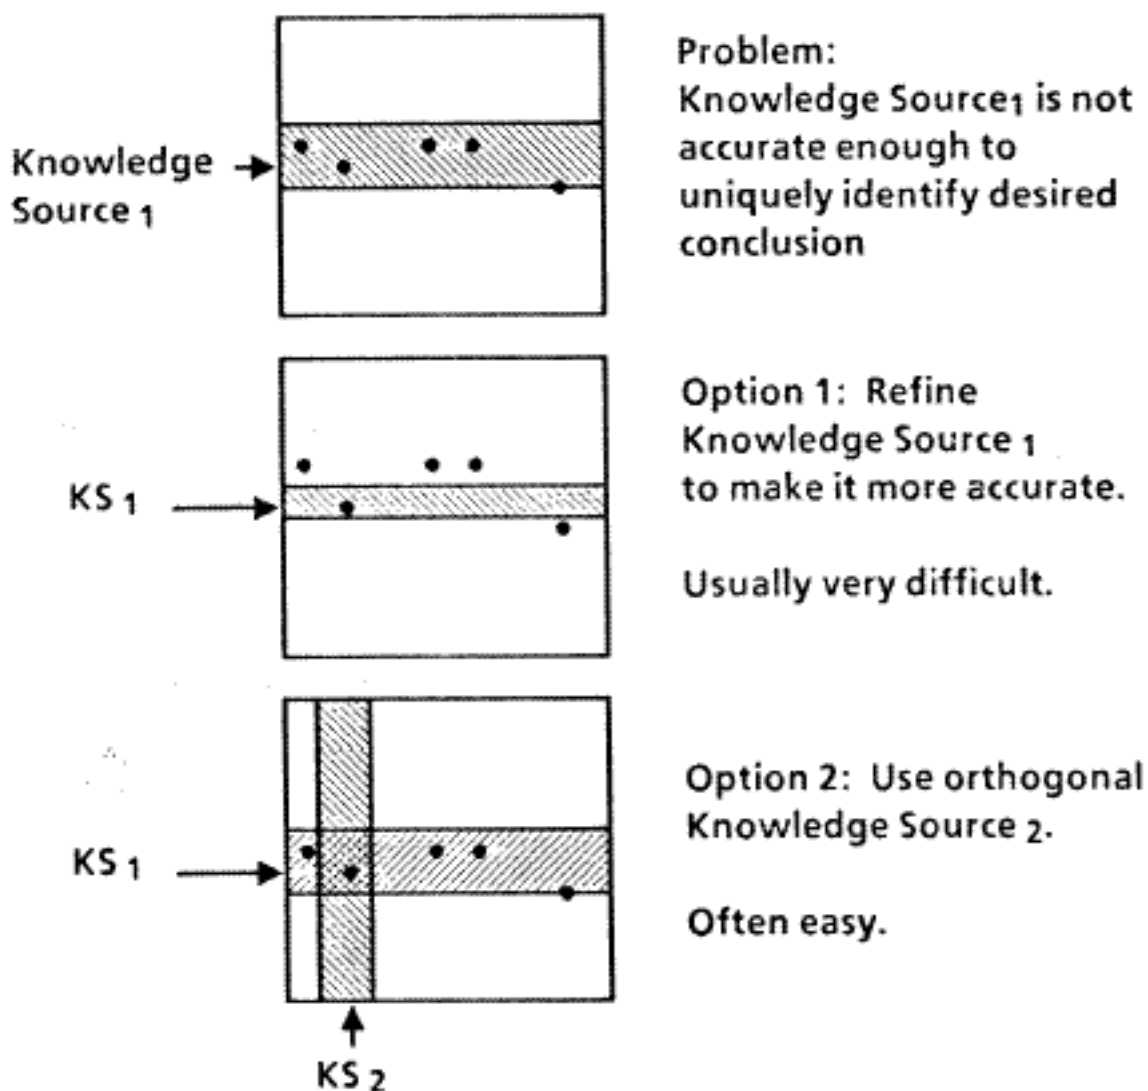 Problem:
Knowledge Source₁ is not
accurate enough to
uniquely identify desired
conclusion
Knowledge
Source ₁
Option 1: Refine
Knowledge Source ₁
to make it more accurate.
Usually very difficult.
KS ₁
Option 2: Use orthogonal
Knowledge Source ₂.
Often easy.
KS ₁
KS ₂